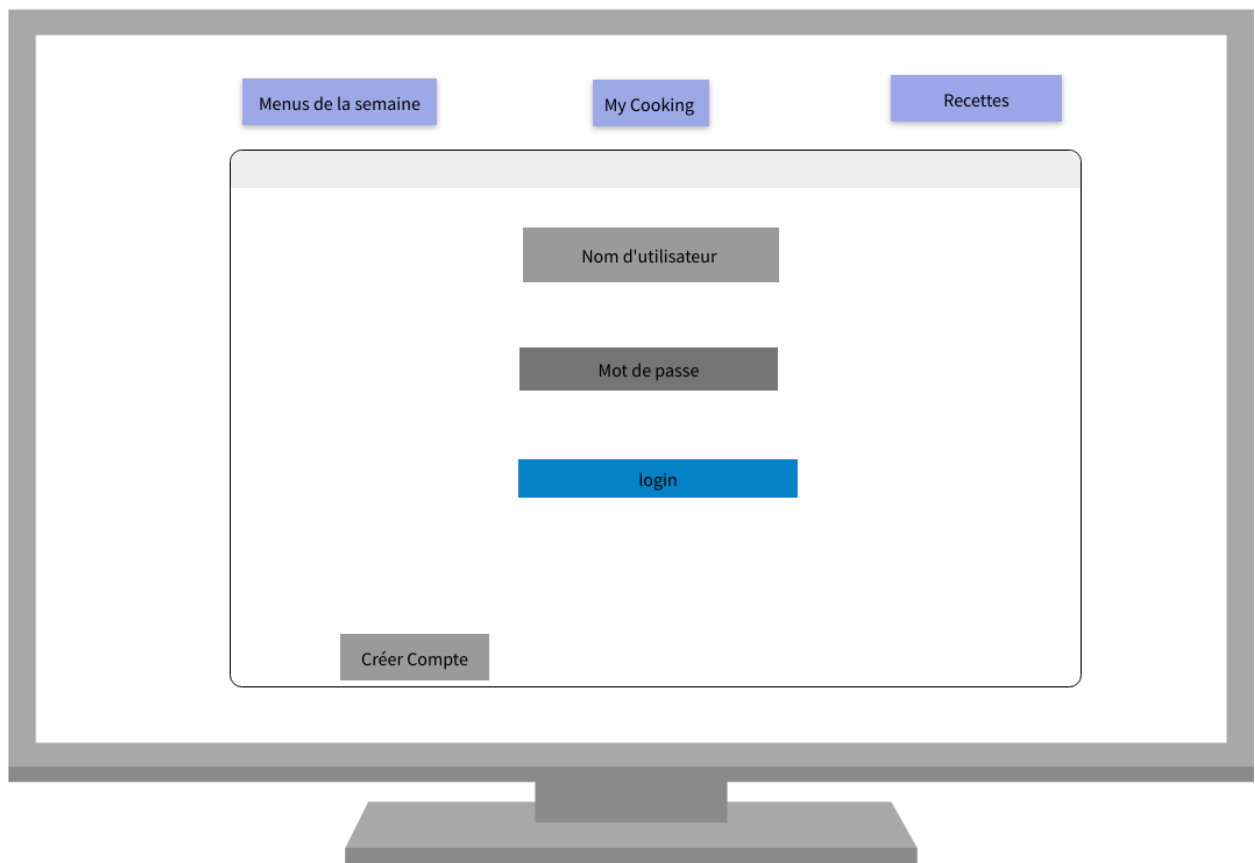 Menus de la semaine
My Cooking
Recettes
Nom d'utilisateur
Mot de passe
login
Créer Compte